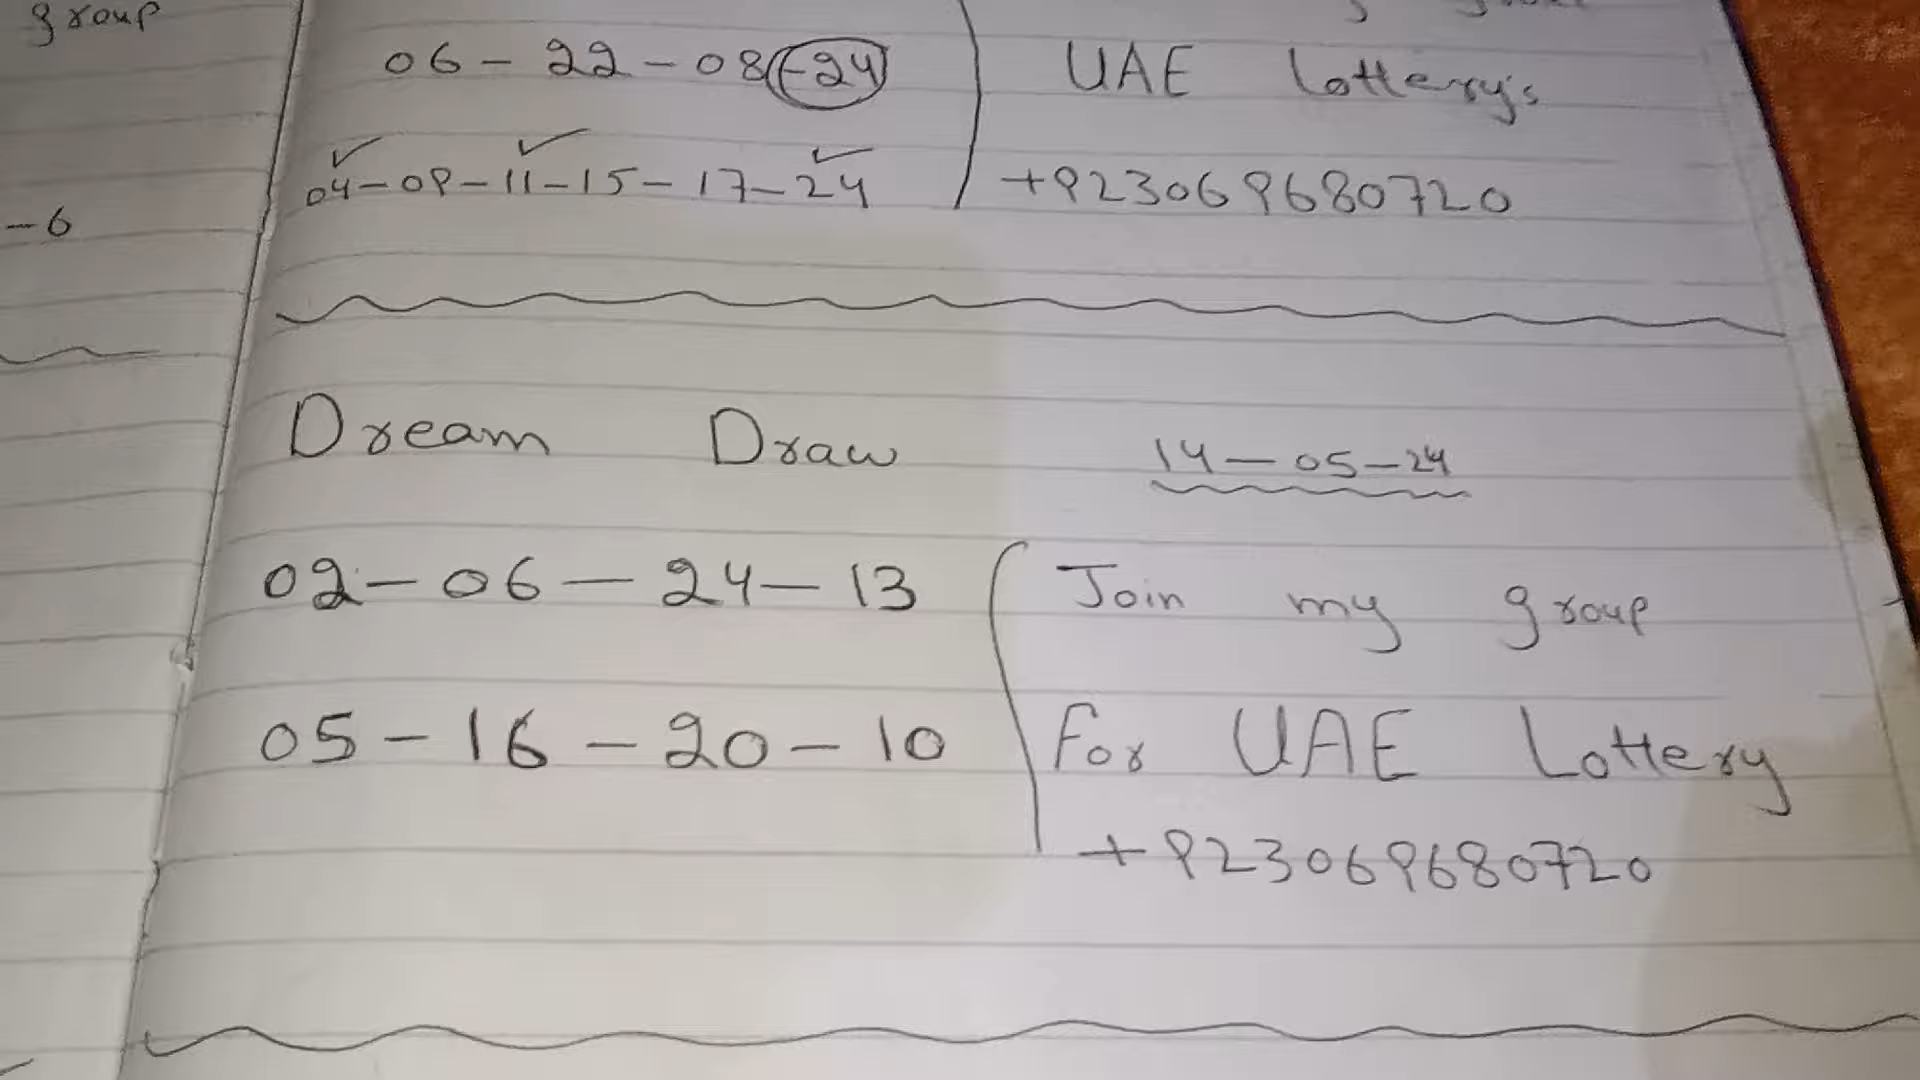 group
06 - 22 - 08 - 24
UAE Lottery's
04 - 09 - 11 - 15 - 17 - 24
+923069680720
- 6
Dream Draw
14 - 05 - 24
02 - 06 - 24 - 13
Join my group
05 - 16 - 20 - 10
For UAE Lottery
+923069680720